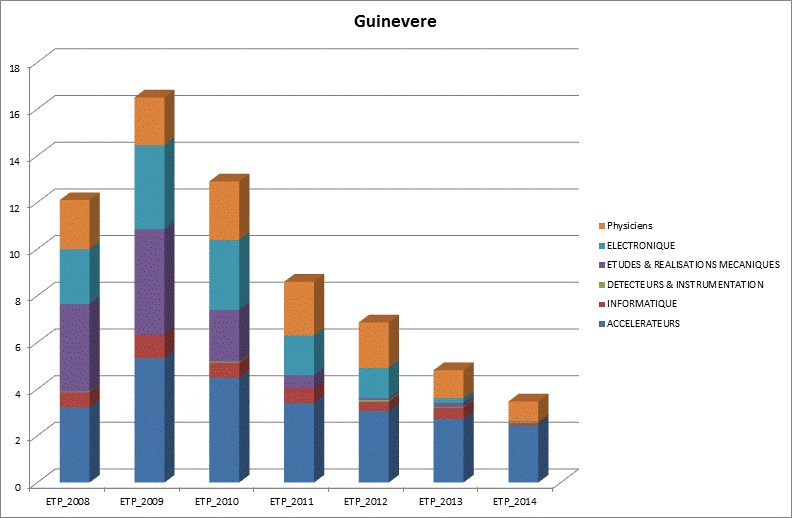 Guinevere
18
16
14
12
10
8
6
4
2
0
ETP_2008 ETP_2009 ETP_2010 ETP_2011 ETP_2012 ETP_2013 ETP_2014
Physiciens
ELECTRONIQUE
ETUDES & REALISATIONS MECANIQUES
DETECTEURS & INSTRUMENTATION
INFORMATIQUE
ACCELERATEURS